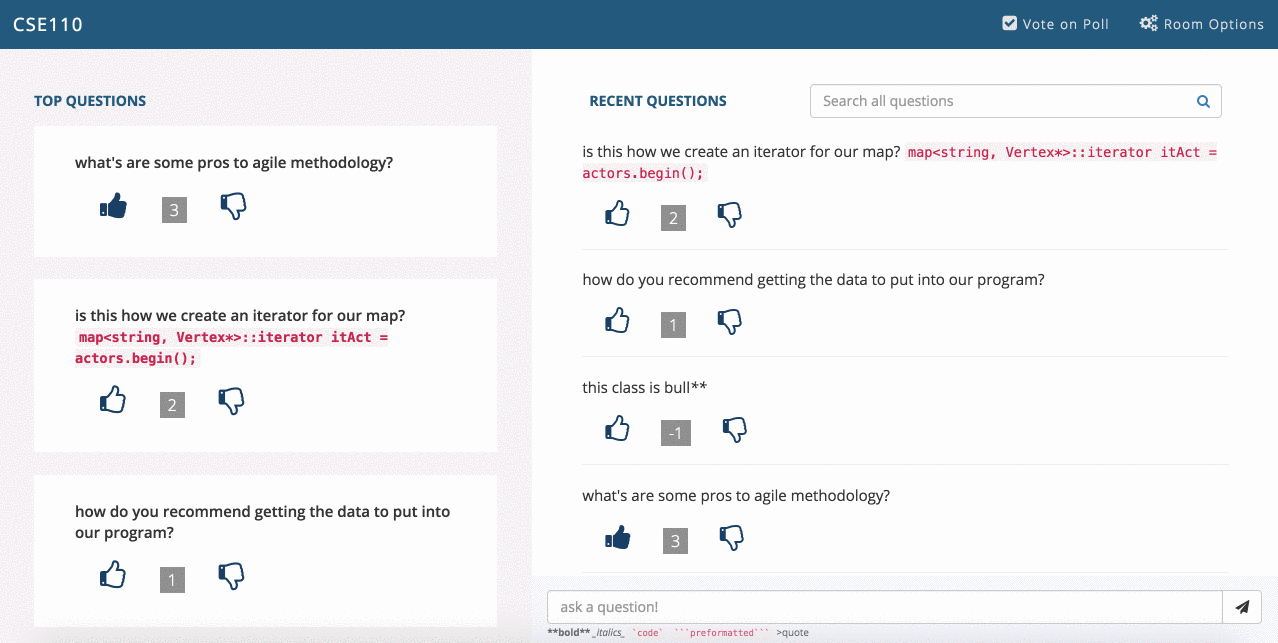 CSE110
Vote on Poll
Room Options
TOP QUESTIONS
what's are some pros to agile methodology?
3
is this how we create an iterator for our map?
map<string, Vertex*>::iterator itAct =
actors.begin();
2
how do you recommend getting the data to put into
our program?
1
RECENT QUESTIONS
Search all questions
is this how we create an iterator for our map? map<string, Vertex*>::iterator itAct =
actors.begin();
2
how do you recommend getting the data to put into our program?
1
this class is bull**
-1
what's are some pros to agile methodology?
3
ask a question!
**bold** _italics_ `code` ```preformatted``` >quote